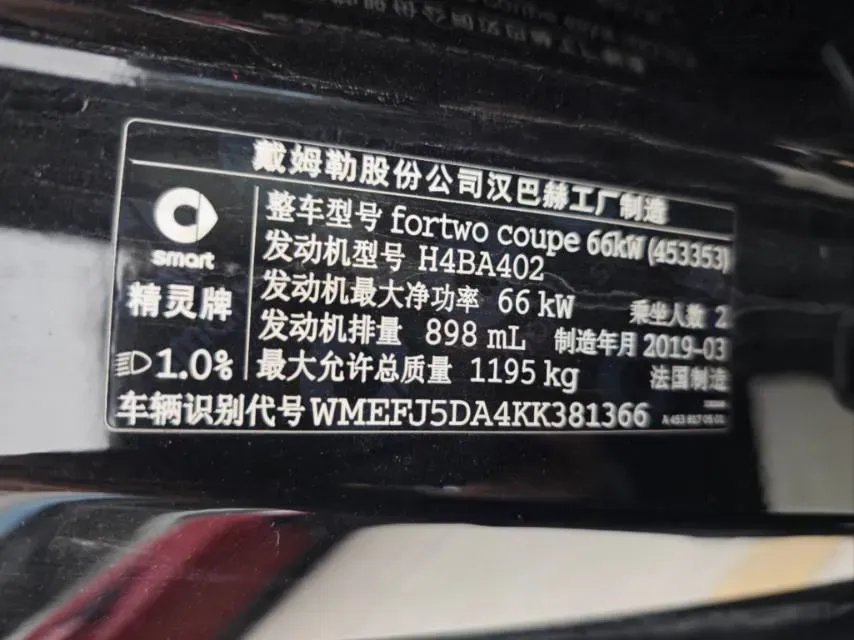 戴姆勒股份公司汉巴赫工厂制造
smart
精灵牌
1.0%
整车型号 fortwo coupe 66kW (453353)
发动机型号 H4BA402
发动机最大净功率 66 kW 乘坐人数 2
发动机排量 898 mL 制造年月 2019-03
最大允许总质量 1195 kg 法国制造
车辆识别代号 WMEFJ5DA4KK381366 A 453 817 05 01